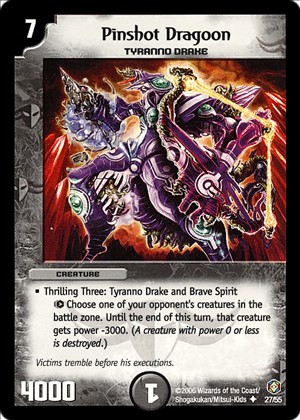 7
Pinshot Dragoon
TYRANNO DRAKE
CREATURE
• Thrilling Three: Tyranno Drake and Brave Spirit
Choose one of your opponent's creatures in the
battle zone. Until the end of this turn, that creature
gets power -3000. (A creature with power 0 or less
is destroyed.)
Victims tremble before his executions.
4000
1
©2006 Wizards of the Coast/
Shogakukan/Mitsui-Kids ✦ 27/55